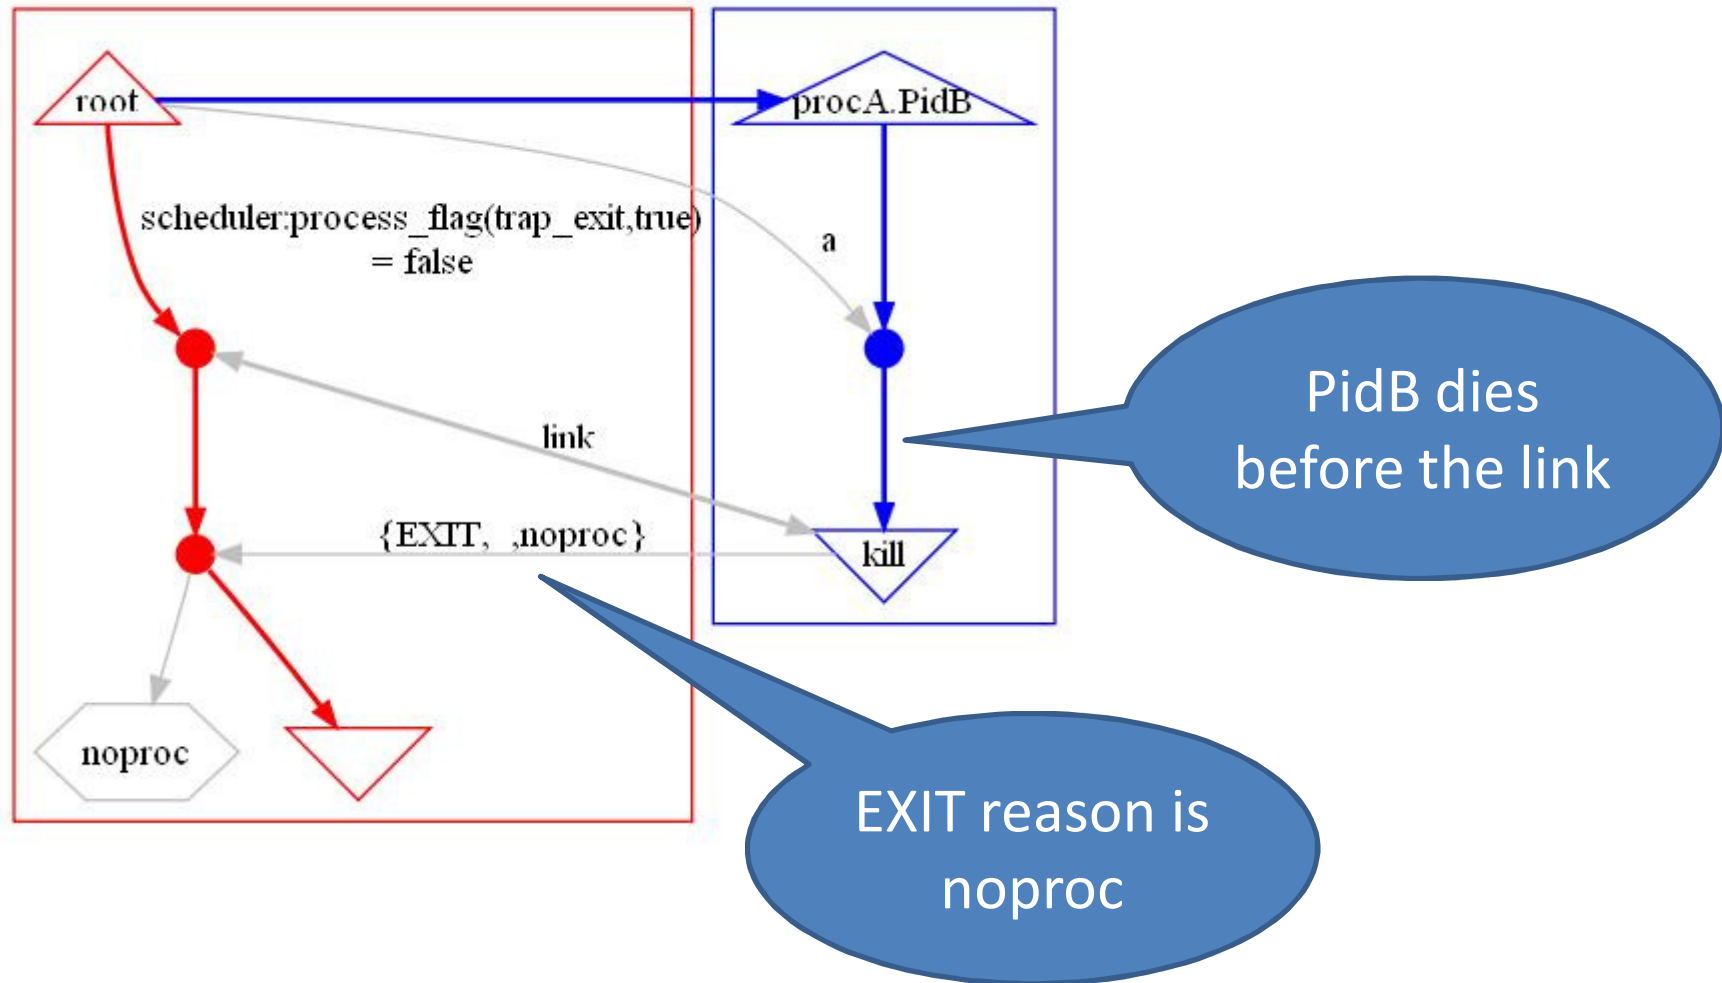 root
procA.PidB
scheduler:process_flag(trap_exit,true)
= false
a
PidB dies
before the link
link
{EXIT, ,noproc}
kill
noproc
EXIT reason is
noproc